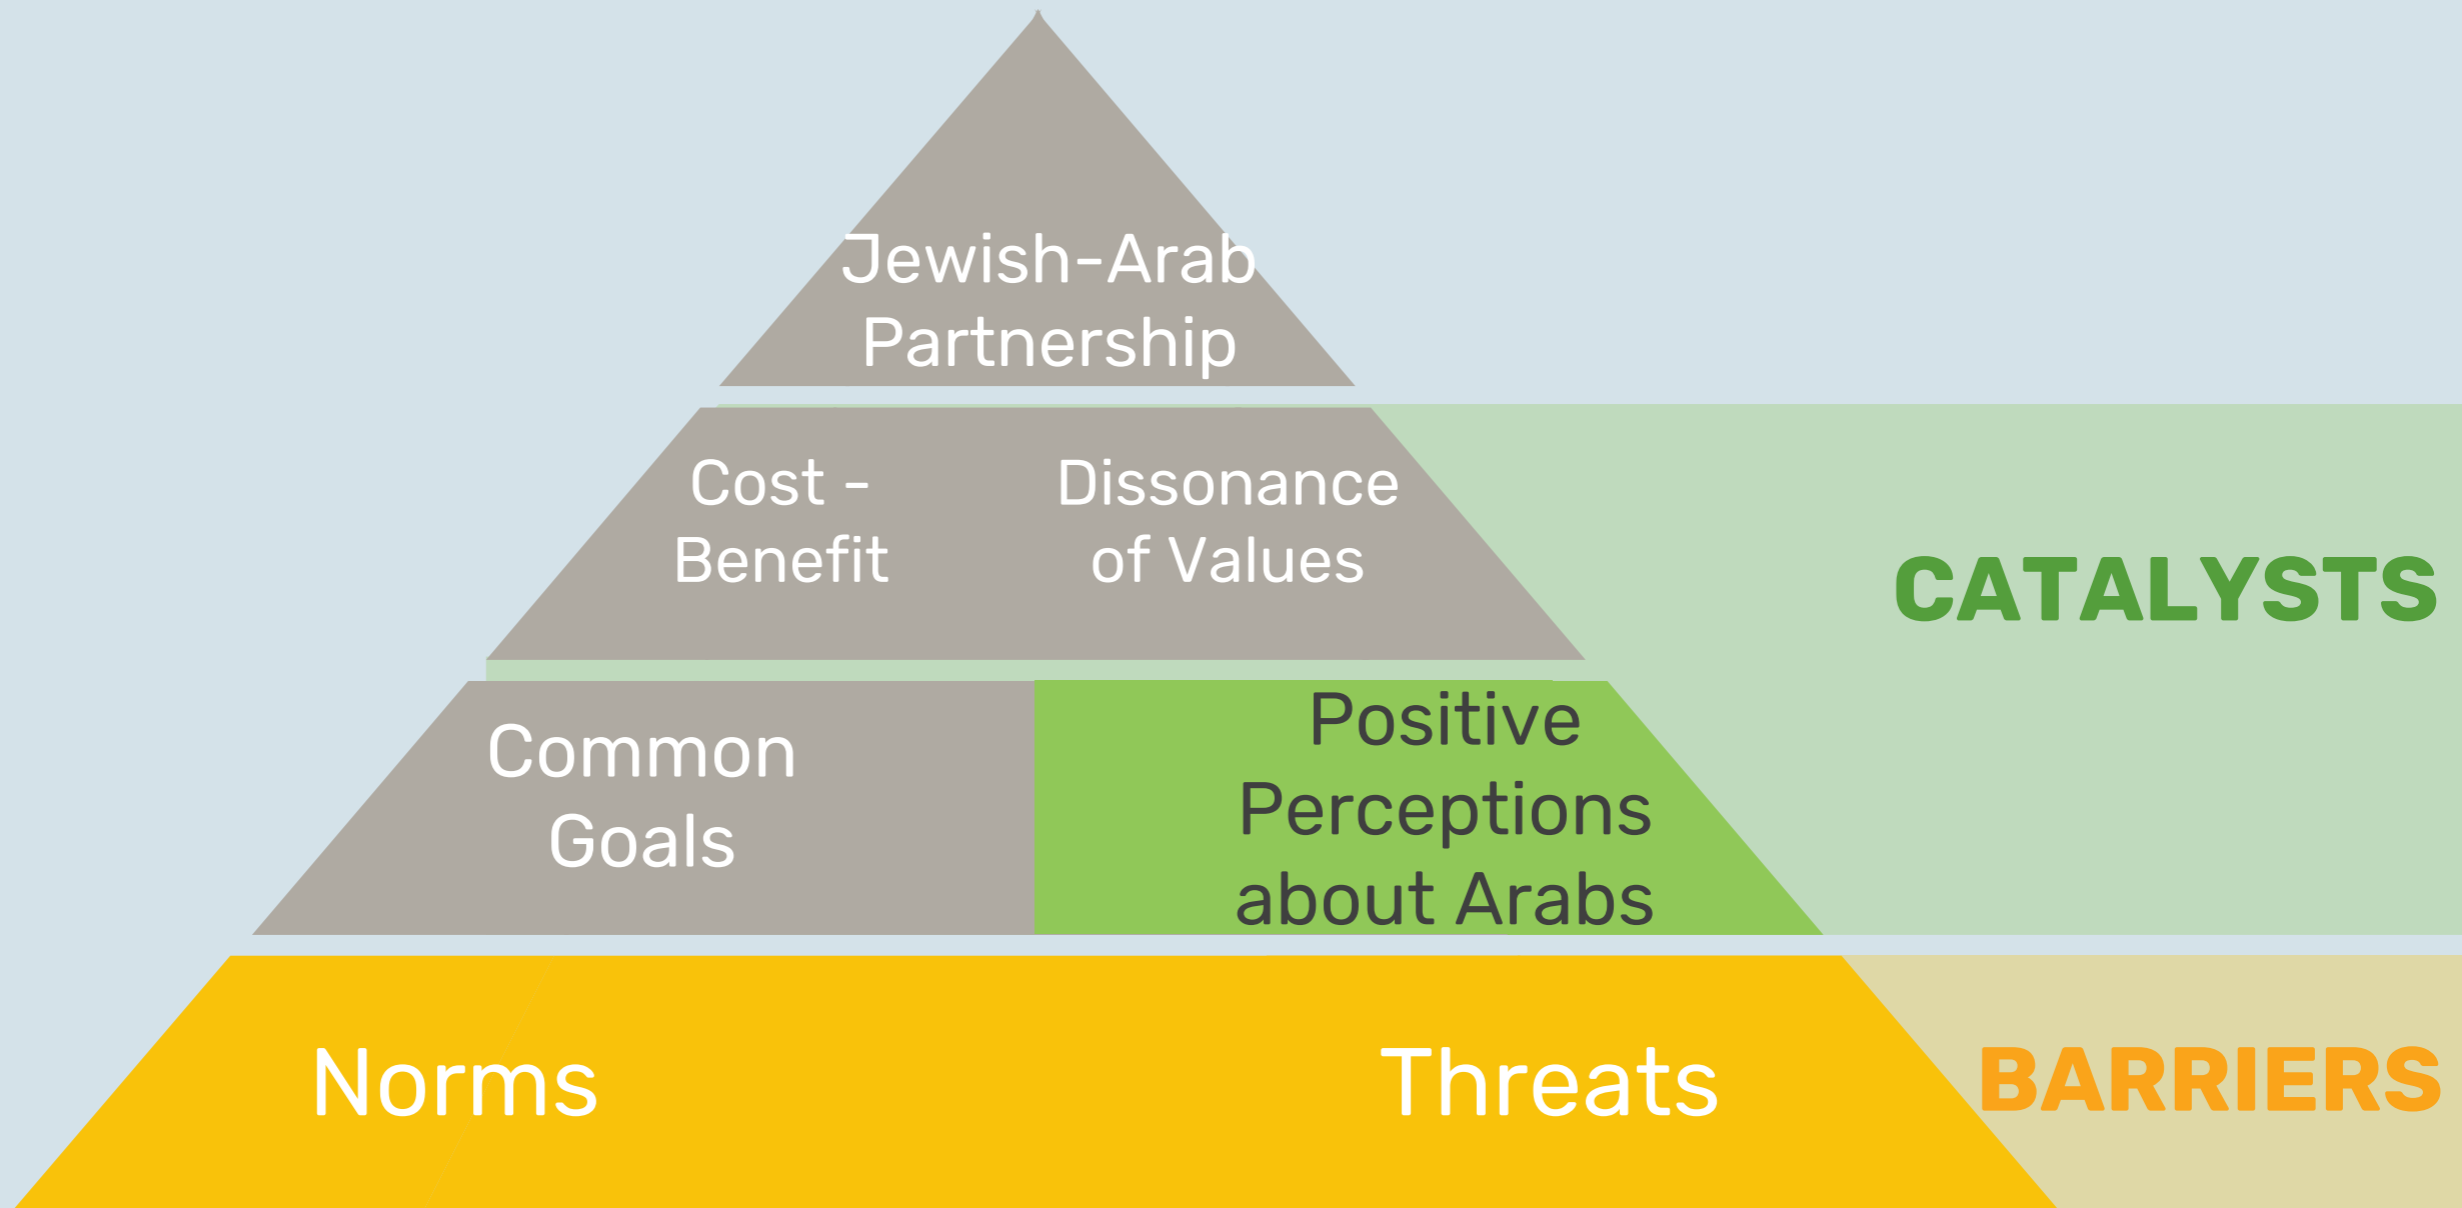 Jewish-Arab
Partnership
Cost -
Benefit
Dissonance
of Values
CATALYSTS
Common
Goals
Positive
Perceptions
about Arabs
Norms
Threats
BARRIERS